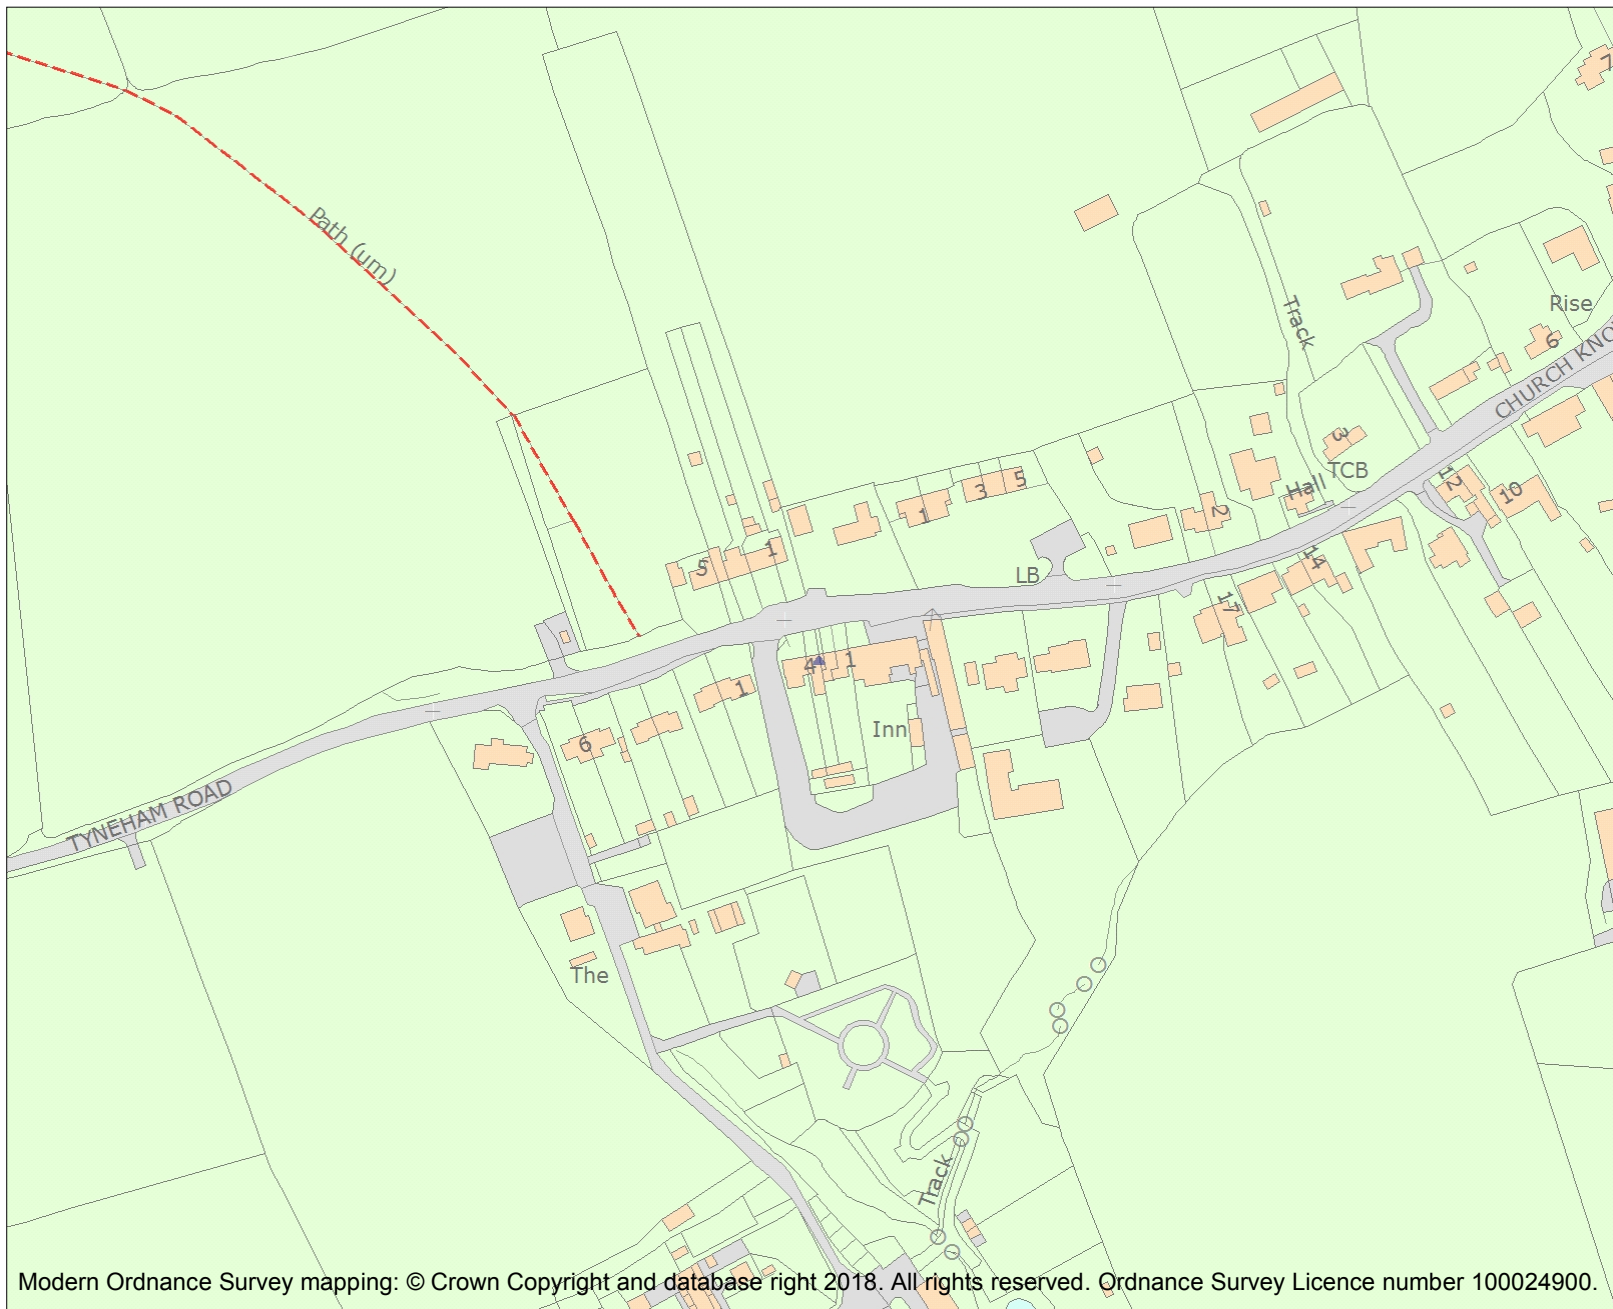 7
Path (um)
Track
Rise
6
CHURCH KNO
3
TCB
Hall
12
10
5
3
1
2
1
5
LB
14
17
4
1
1
Inn
6
TYNEHAM ROAD
The
Track
Modern Ordnance Survey mapping: © Crown Copyright and database right 2018. All rights reserved. Ordnance Survey Licence number 100024900.